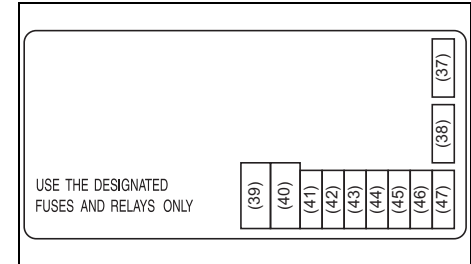 (37)
(38)
USE THE DESIGNATED
FUSES AND RELAYS ONLY
(39) (40) (41) (42) (43) (44) (45) (46) (47)